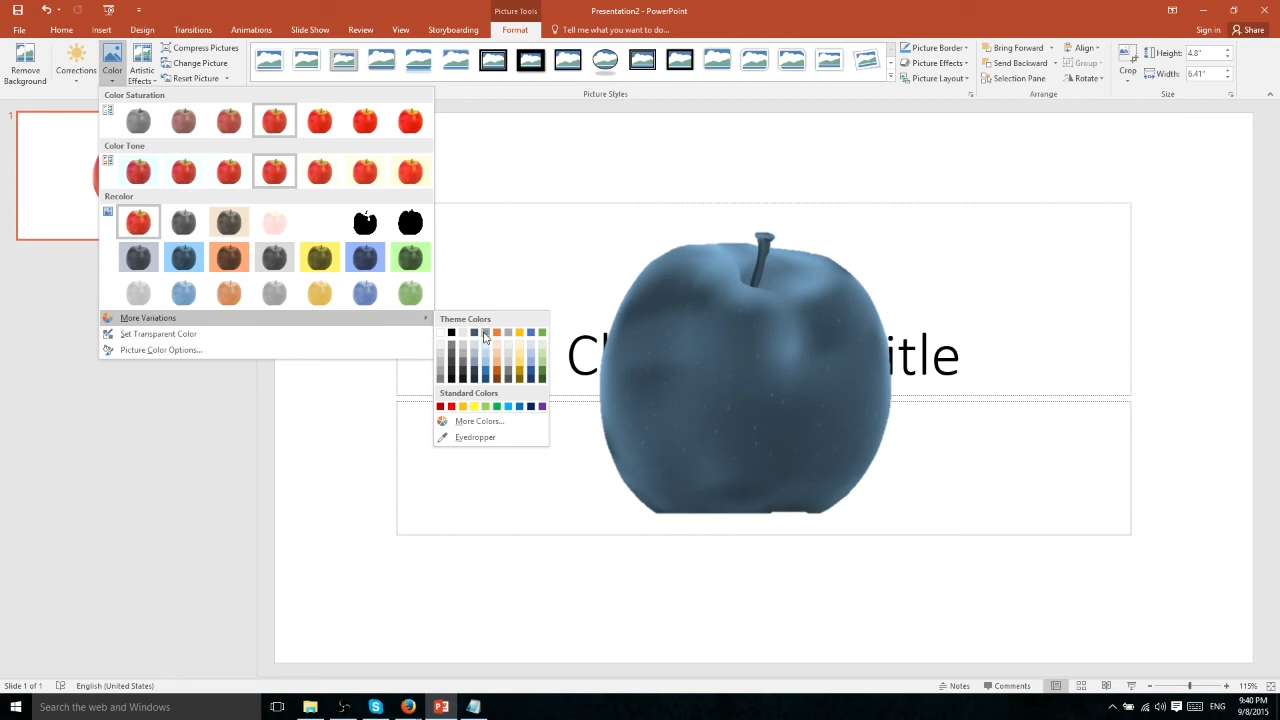 Picture Tools
Presentation2 - PowerPoint
File Home Insert Design Transitions Animations Slide Show Review View Storyboarding Format Tell me what you want to do... Sign in Share
Remove Background
Corrections
Color
Artistic Effects
Compress Pictures
Change Picture
Reset Picture
Picture Styles
Picture Border
Picture Effects
Picture Layout
Bring Forward
Send Backward
Selection Pane
Align
Group
Rotate
Arrange
Crop
Height: 4.8"
Width: 6.41"
Size
Color Saturation
Color Tone
Recolor
More Variations
Set Transparent Color
Picture Color Options...
Theme Colors
Standard Colors
More Colors...
Eyedropper
1
C itle
Slide 1 of 1 English (United States) Notes Comments 115%
Search the web and Windows
ENG
9:40 PM
9/8/2015